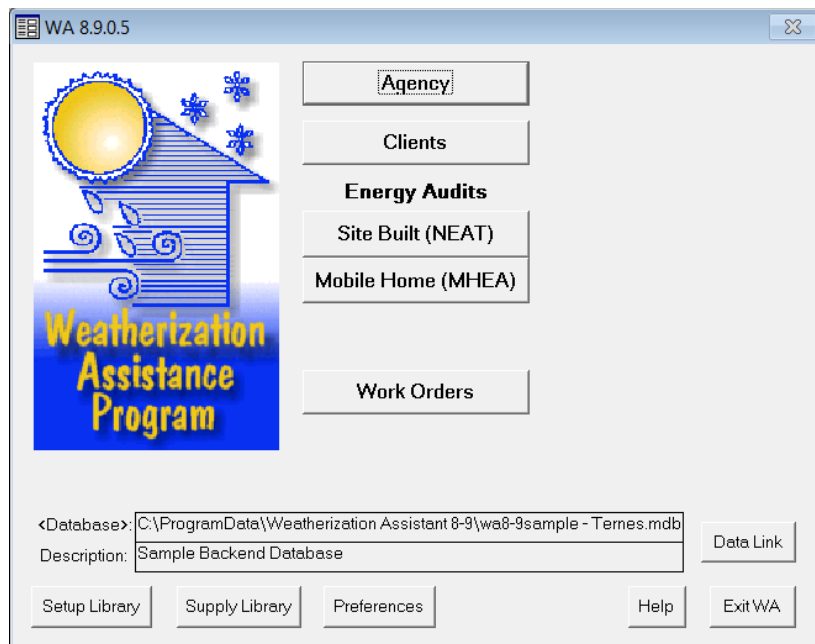 WA 8.9.0.5
Agency
Clients
Energy Audits
Site Built (NEAT)
Mobile Home (MHEA)
Weatherization
Assistance
Program
Work Orders
<Database>: C:\ProgramData\Weatherization Assistant 8-9\wa8-9sample - Ternes.mdb
Description: Sample Backend Database
Data Link
Setup Library Supply Library Preferences Help Exit WA